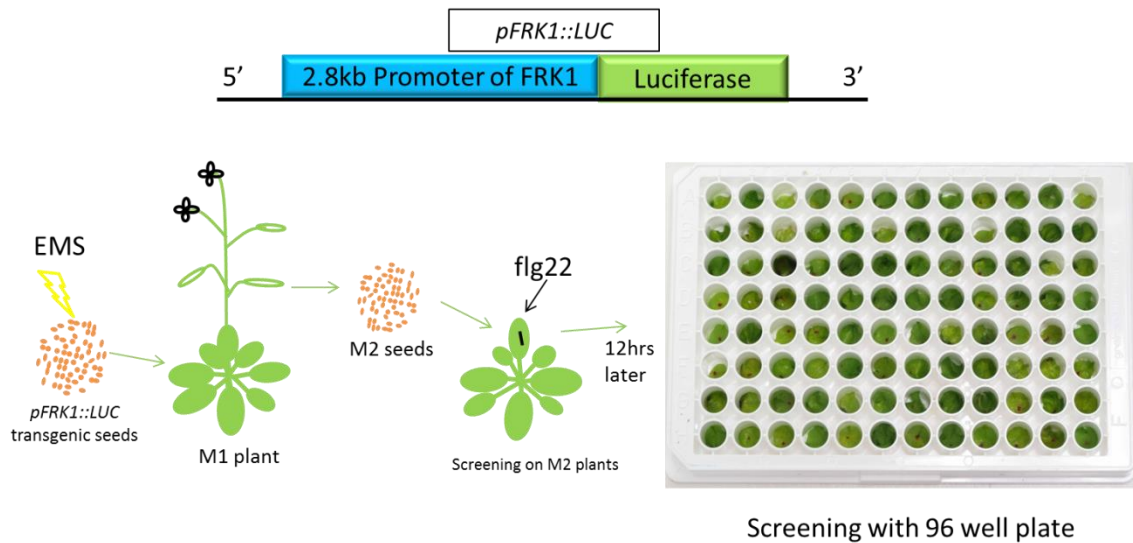 pFRK1::LUC
5’ 2.8kb Promoter of FRK1 Luciferase 3’
EMS
pFRK1::LUC
transgenic seeds
M1 plant
M2 seeds
flg22
12hrs
later
Screening on M2 plants
Screening with 96 well plate